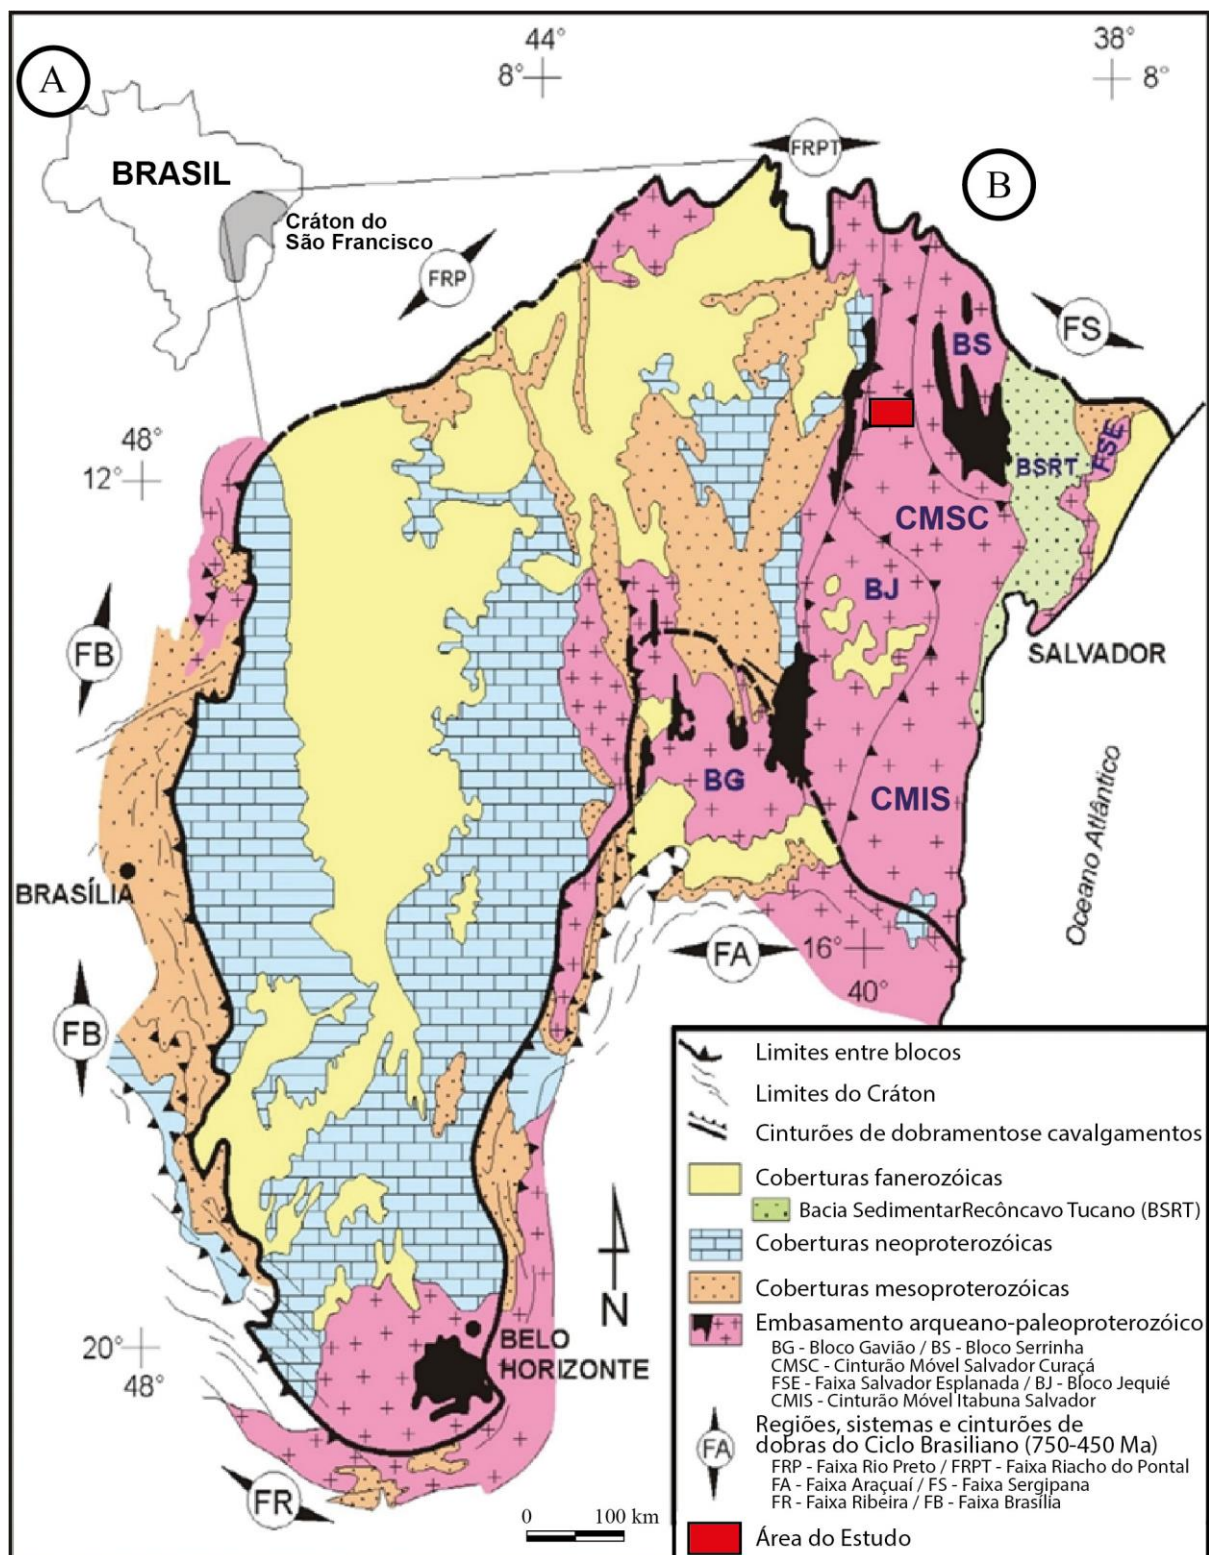 A
44°
38°
8°
8°
BRASIL
FRPT
B
Cráton do
São Francisco
FRP
FS
BS
48°
12°
BSRT
FSE
CMSC
BJ
FB
SALVADOR
BG
CMIS
Oceano Atlântico
BRASÍLIA
FA
16°
40°
FB
N
BELO
HORIZONTE
20°
48°
FR
0 100 km
Limites entre blocos
Limites do Cráton
Cinturões de dobramentose cavalgamentos
Coberturas fanerozóicas
Bacia SedimentarRecôncavo Tucano (BSRT)
Coberturas neoproterozóicas
Coberturas mesoproterozóicas
Embasamento arqueano-paleoproterozóico
BG - Bloco Gavião / BS - Bloco Serrinha
CMSC - Cinturão Móvel Salvador Curaçá
FSE - Faixa Salvador Esplanada / BJ - Bloco Jequié
CMIS - Cinturão Móvel Itabuna Salvador
FA
Regiões, sistemas e cinturões de
dobras do Ciclo Brasiliano (750-450 Ma)
FRP - Faixa Rio Preto / FRPT - Faixa Riacho do Pontal
FA - Faixa Araçuaí / FS - Faixa Sergipana
FR - Faixa Ribeira / FB - Faixa Brasília
Área do Estudo